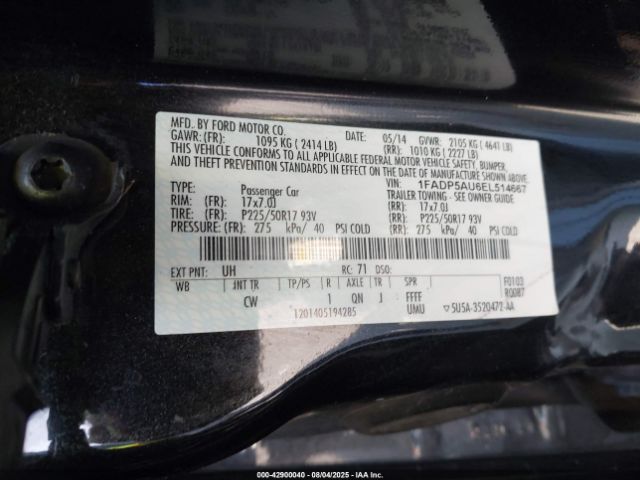 MFD. BY FORD MOTOR CO.
DATE: 05/14 GVWR: 2105 KG ( 4641 LB)
GAWR: (FR): 1095 KG ( 2414 LB) (RR): 1010 KG ( 2227 LB)
THIS VEHICLE CONFORMS TO ALL APPLICABLE FEDERAL MOTOR VEHICLE SAFETY, BUMPER,
AND THEFT PREVENTION STANDARDS IN EFFECT ON THE DATE OF MANUFACTURE SHOWN ABOVE.
VIN: 1FADP5AU6EL514667
TYPE: Passenger Car TRAILER TOWING - SEE OWNER GUIDE
RIM: (FR): 17x7.0J (RR): 17x7.0J
TIRE: (FR): P225/50R17 93V (RR): P225/50R17 93V
PRESSURE: (FR): 275 kPa/ 40 PSI COLD (RR): 275 kPa/ 40 PSI COLD
EXT PNT: UH RC: 71 DSO:
WB INT TR TP/PS R AXLE TR SPR F0103
CW 1 QN J FFFF R0087
1201405194285 UMU ▽ 5U5A-3520472-AA
000-42900040 - 08/04/2025 - IAA Inc.